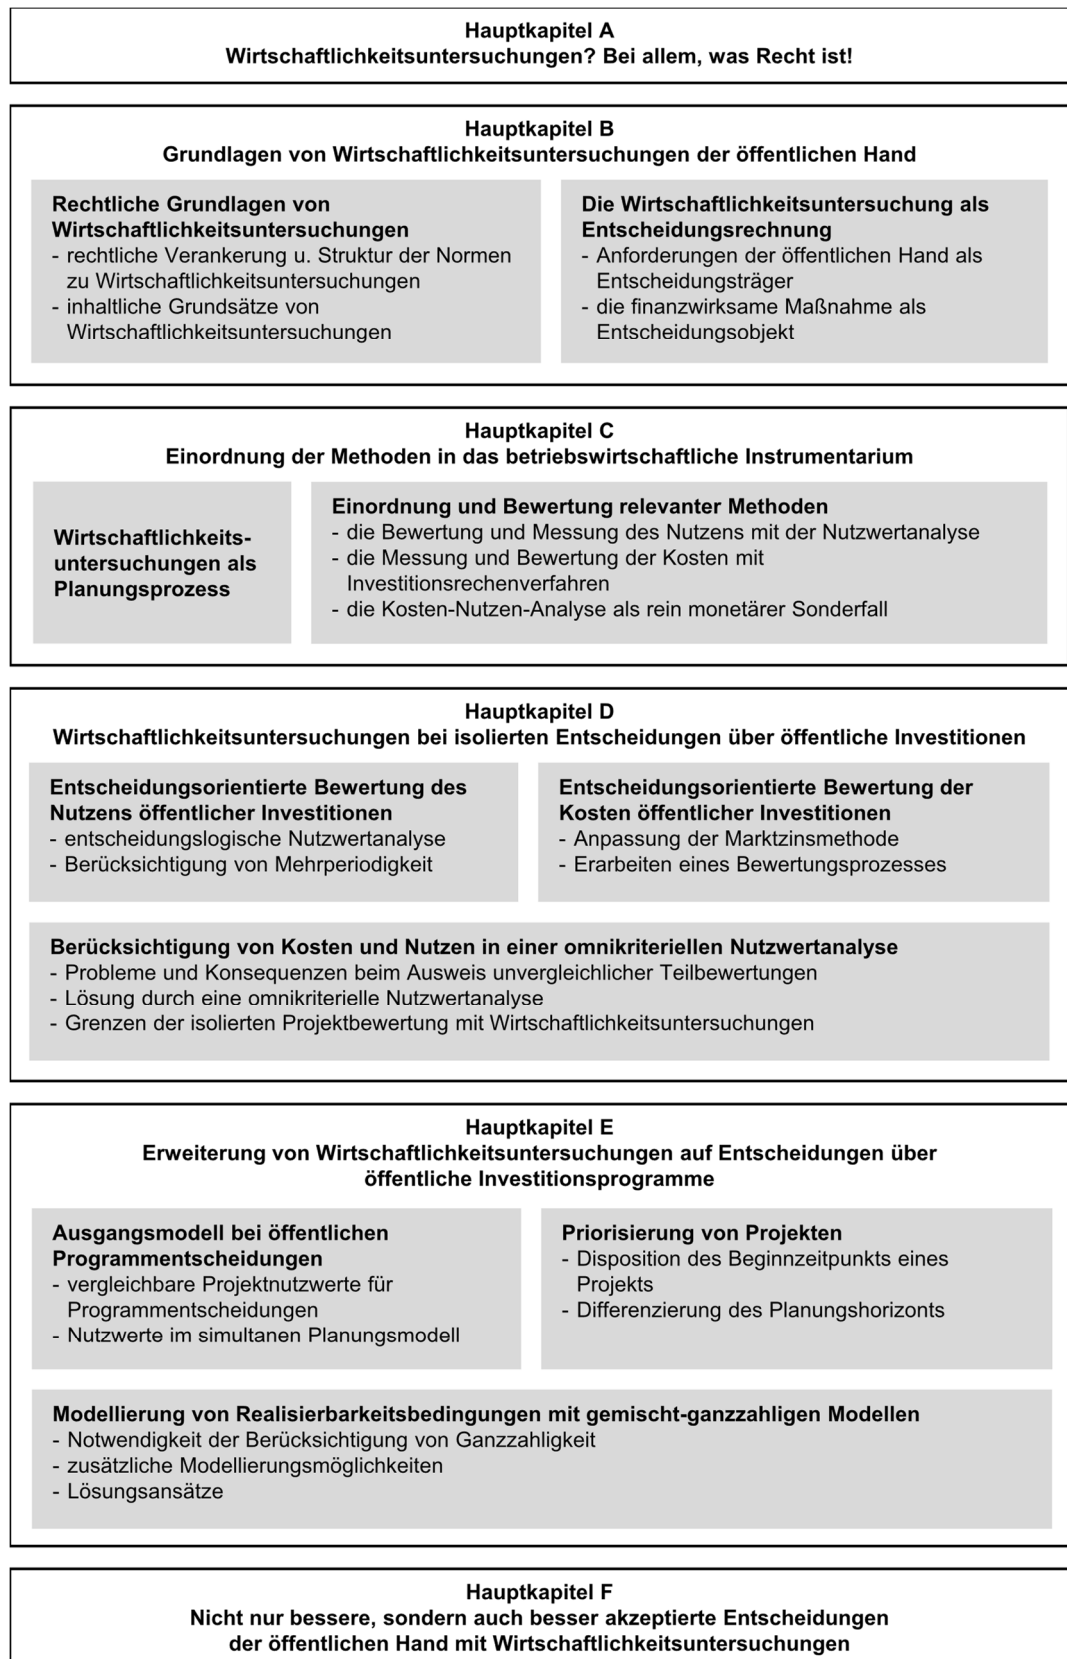 Hauptkapitel A
Wirtschaftlichkeitsuntersuchungen? Bei allem, was Recht ist!
Hauptkapitel B
Grundlagen von Wirtschaftlichkeitsuntersuchungen der öffentlichen Hand
Rechtliche Grundlagen von
Wirtschaftlichkeitsuntersuchungen
- rechtliche Verankerung u. Struktur der Normen
zu Wirtschaftlichkeitsuntersuchungen
- inhaltliche Grundsätze von
Wirtschaftlichkeitsuntersuchungen
Die Wirtschaftlichkeitsuntersuchung als
Entscheidungsrechnung
- Anforderungen der öffentlichen Hand als
Entscheidungsträger
- die finanzwirksame Maßnahme als
Entscheidungsobjekt
Hauptkapitel C
Einordnung der Methoden in das betriebswirtschaftliche Instrumentarium
Wirtschaftlichkeits-
untersuchungen als
Planungsprozess
Einordnung und Bewertung relevanter Methoden
- die Bewertung und Messung des Nutzens mit der Nutzwertanalyse
- die Messung und Bewertung der Kosten mit
Investitionsrechenverfahren
- die Kosten-Nutzen-Analyse als rein monetärer Sonderfall
Hauptkapitel D
Wirtschaftlichkeitsuntersuchungen bei isolierten Entscheidungen über öffentliche Investitionen
Entscheidungsorientierte Bewertung des
Nutzens öffentlicher Investitionen
- entscheidungslogische Nutzwertanalyse
- Berücksichtigung von Mehrperiodigkeit
Entscheidungsorientierte Bewertung der
Kosten öffentlicher Investitionen
- Anpassung der Marktzinsmethode
- Erarbeiten eines Bewertungsprozesses
Berücksichtigung von Kosten und Nutzen in einer omnikriteriellen Nutzwertanalyse
- Probleme und Konsequenzen beim Ausweis unvergleichlicher Teilbewertungen
- Lösung durch eine omnikriterielle Nutzwertanalyse
- Grenzen der isolierten Projektbewertung mit Wirtschaftlichkeitsuntersuchungen
Hauptkapitel E
Erweiterung von Wirtschaftlichkeitsuntersuchungen auf Entscheidungen über
öffentliche Investitionsprogramme
Ausgangsmodell bei öffentlichen
Programmentscheidungen
- vergleichbare Projektnutzwerte für
Programmentscheidungen
- Nutzwerte im simultanen Planungsmodell
Priorisierung von Projekten
- Disposition des Beginnzeitpunkts eines
Projekts
- Differenzierung des Planungshorizonts
Modellierung von Realisierbarkeitsbedingungen mit gemischt-ganzzahligen Modellen
- Notwendigkeit der Berücksichtigung von Ganzzahligkeit
- zusätzliche Modellierungsmöglichkeiten
- Lösungsansätze
Hauptkapitel F
Nicht nur bessere, sondern auch besser akzeptierte Entscheidungen
der öffentlichen Hand mit Wirtschaftlichkeitsuntersuchungen